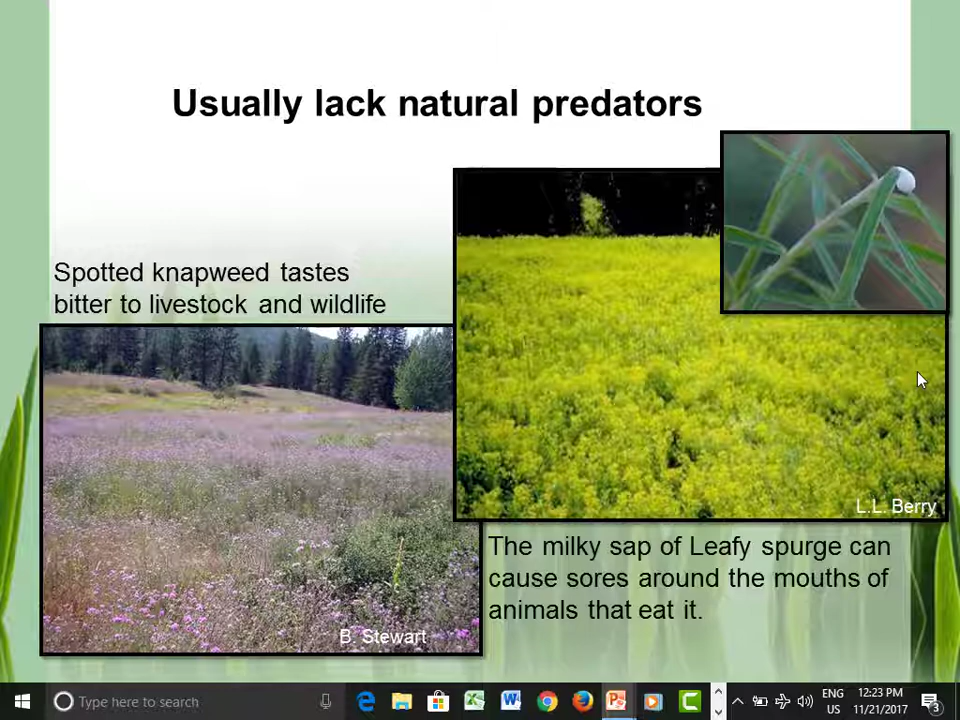 Usually lack natural predators
Spotted knapweed tastes
bitter to livestock and wildlife
L.L. Berry
The milky sap of Leafy spurge can
cause sores around the mouths of
animals that eat it.
B. Stewart
Type here to search
ENG
US
12:23 PM
11/21/2017
3